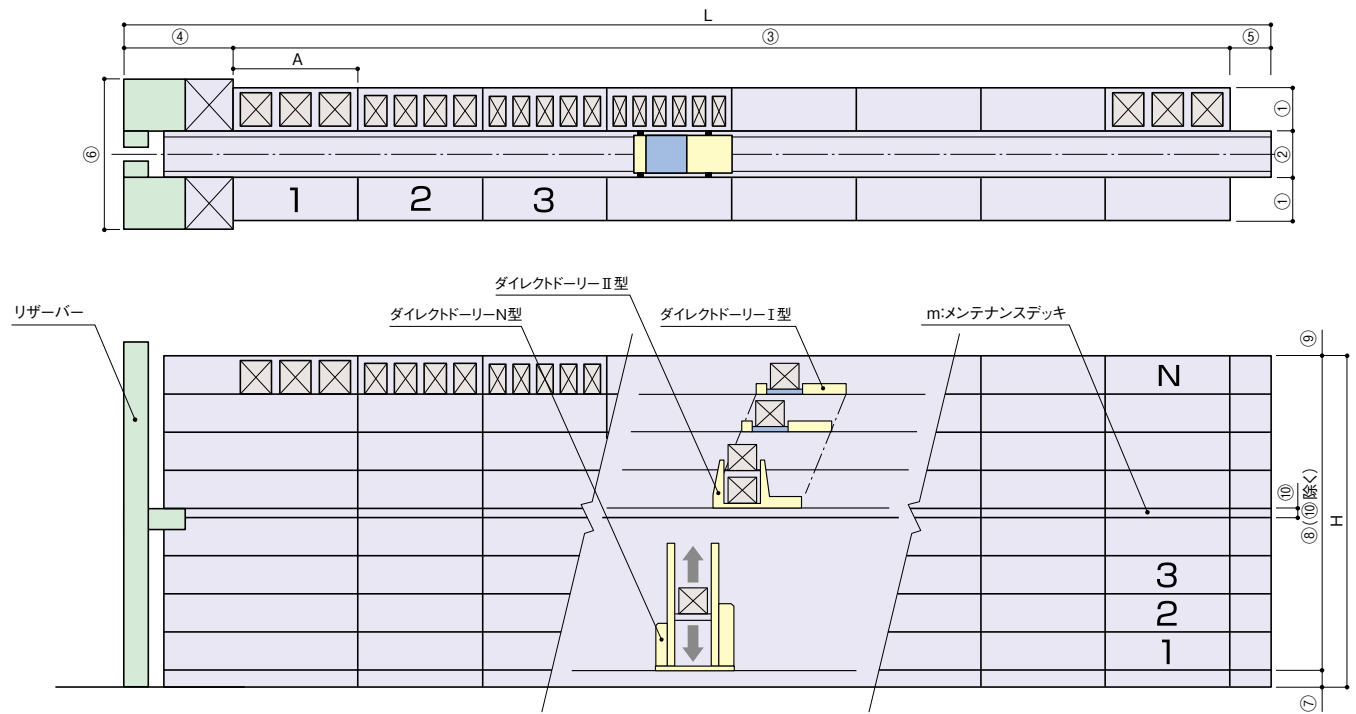 L
④
③
⑤
A
①
⑥
②
1
2
3
①
ダイレクトドーリーⅡ型
リザーバー
ダイレクトドーリーN型
ダイレクトドーリーⅠ型
m:メンテナンスデッキ
⑨
N
⑩
⑧(⑩除く)
H
3
2
1
⑦